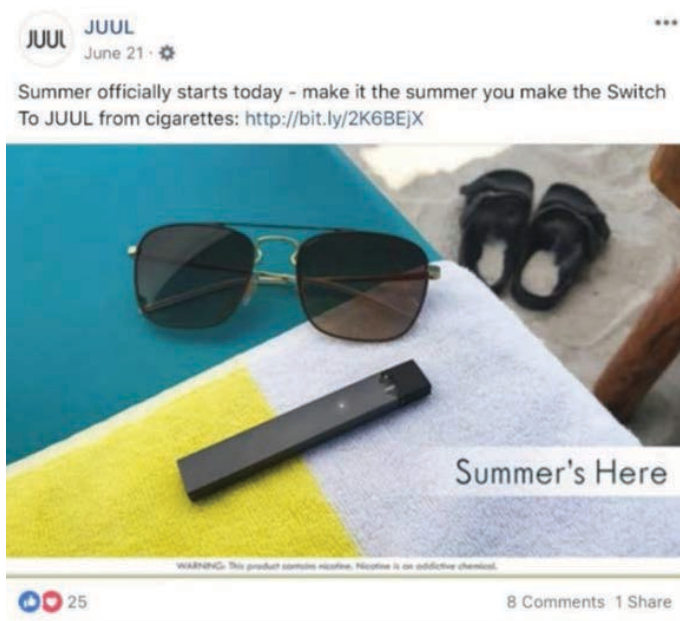 JUUL
JUUL
June 21 ·
Summer officially starts today - make it the summer you make the Switch
To JUUL from cigarettes: http://bit.ly/2K6BEjX
Summer's Here
WARNING: This product contains nicotine. Nicotine is an addictive chemical.
25
8 Comments 1 Share